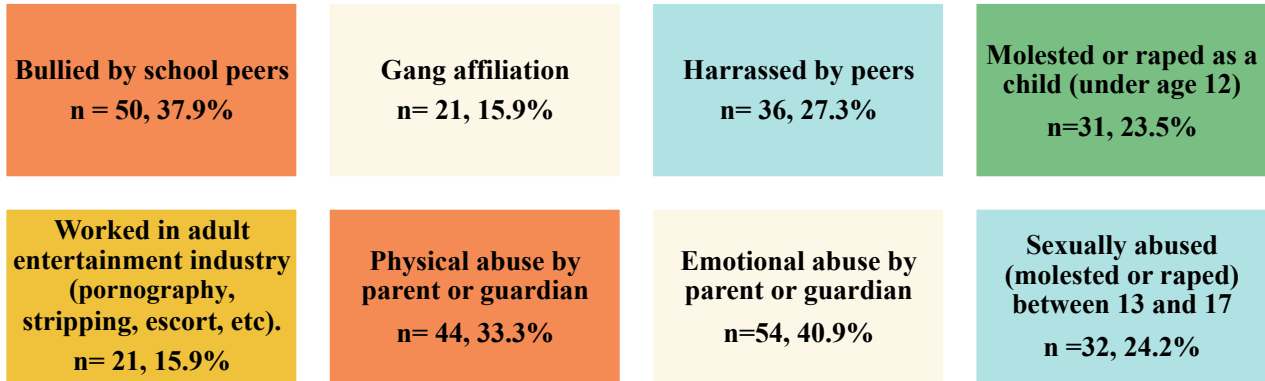 Bullied by school peers
n = 50, 37.9%
Gang affiliation
n= 21, 15.9%
Harrassed by peers
n= 36, 27.3%
Molested or raped as a
child (under age 12)
n=31, 23.5%
Worked in adult
entertainment industry
(pornography,
stripping, escort, etc).
n= 21, 15.9%
Physical abuse by
parent or guardian
n= 44, 33.3%
Emotional abuse by
parent or guardian
n=54, 40.9%
Sexually abused
(molested or raped)
between 13 and 17
n =32, 24.2%